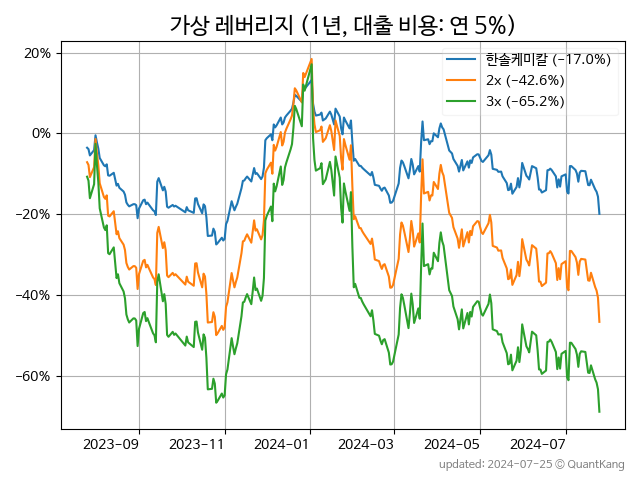 가상 레버리지 (1년, 대출 비용: 연 5%)
한솔케미칼 (−17.0%)
2x (−42.6%)
3x (−65.2%)
20%
0%
−20%
−40%
−60%
2023-09
2023-11
2024-01
2024-03
2024-05
2024-07
updated: 2024-07-25 © QuantKang